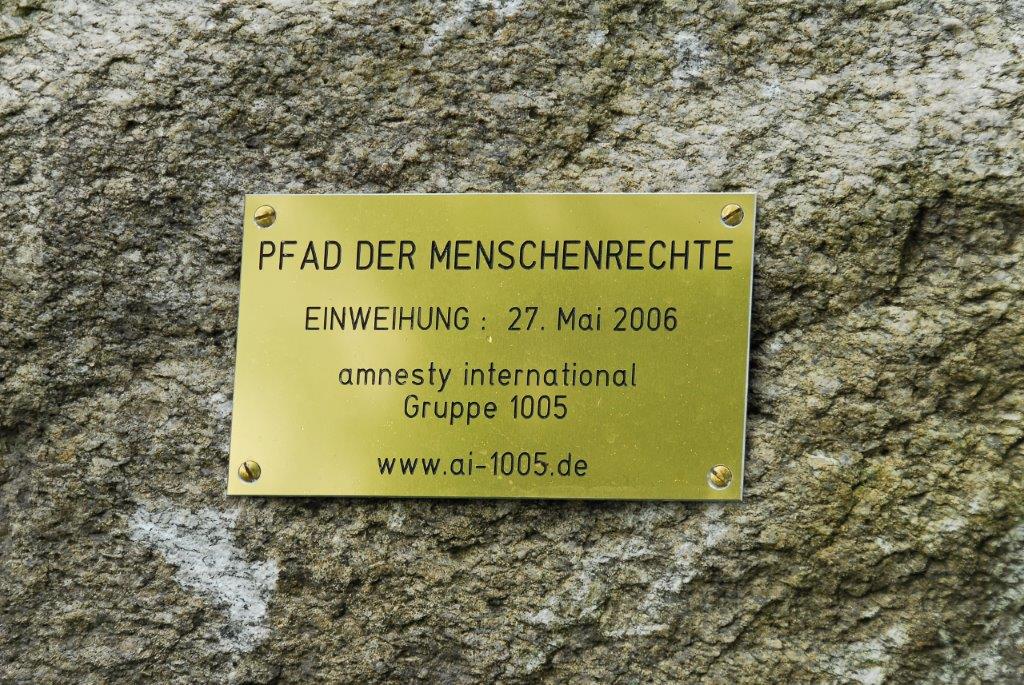 PFAD DER MENSCHENRECHTE
EINWEIHUNG : 27. Mai 2006
amnesty international
Gruppe 1005
www.ai-1005.de